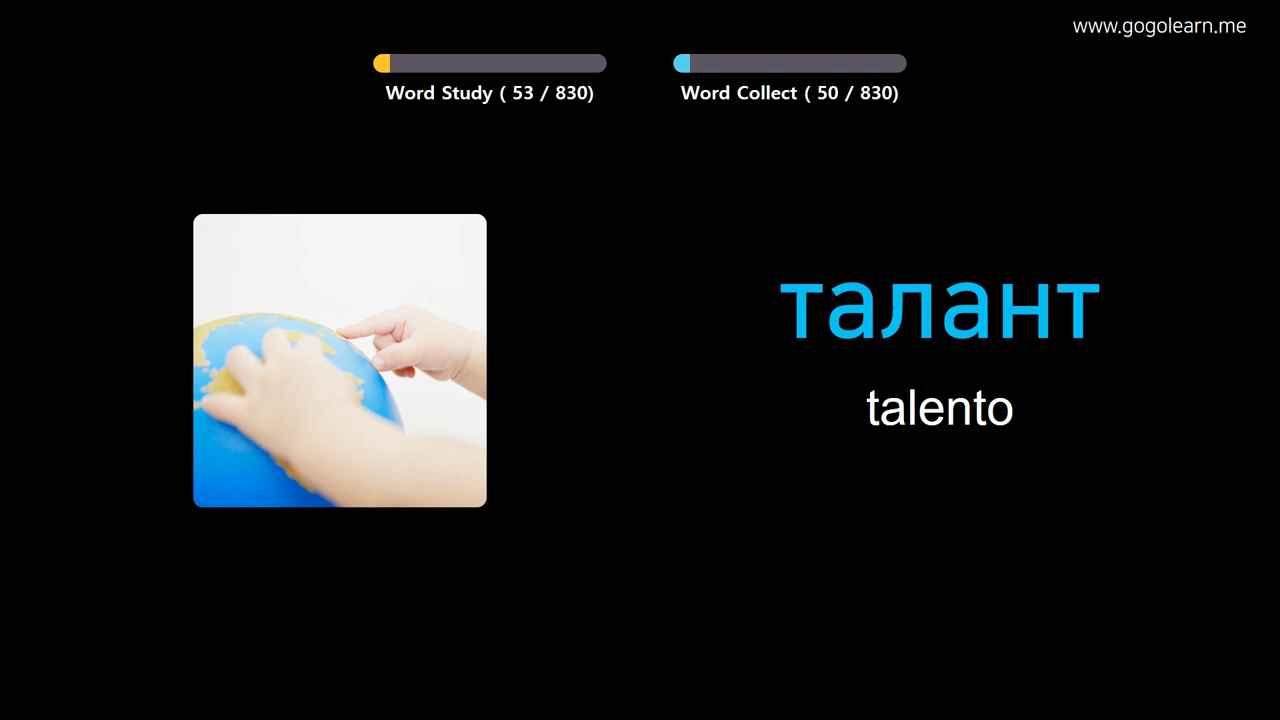 www.gogolearn.me
Word Study ( 53 / 830)
Word Collect ( 50 / 830)
талант
talento